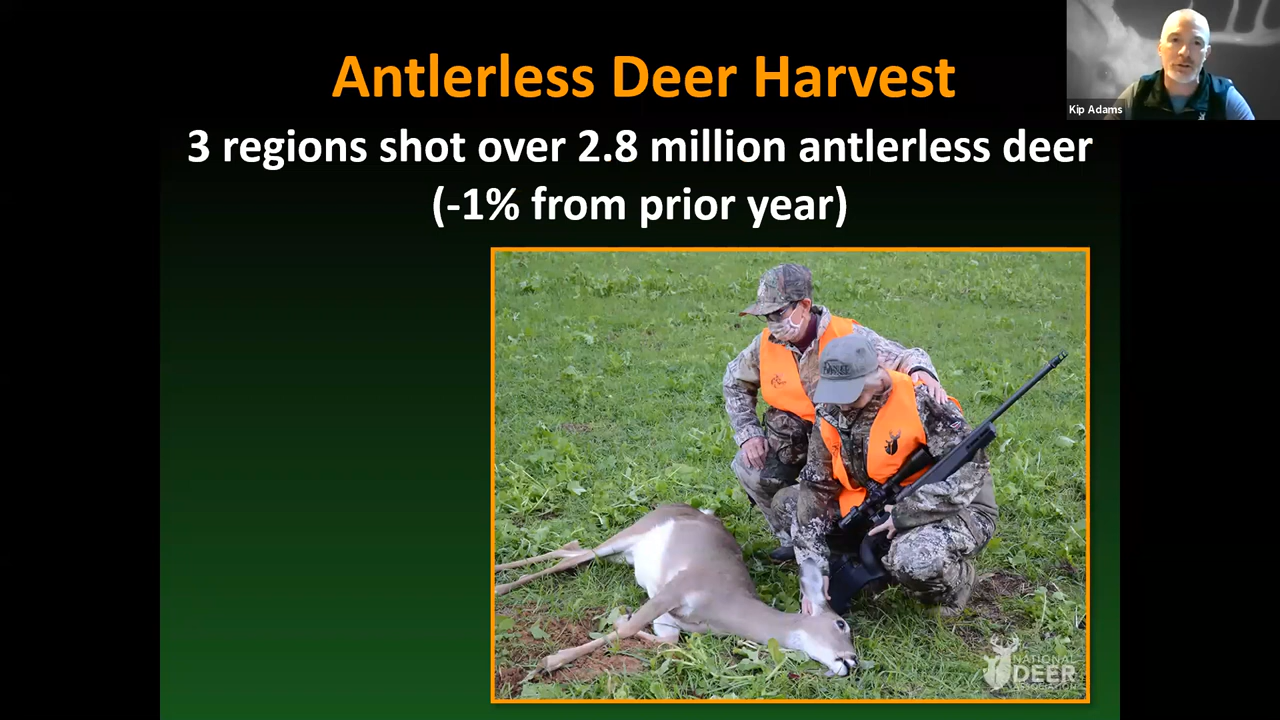 Antlerless Deer Harvest
Kip Adams
3 regions shot over 2.8 million antlerless deer
(-1% from prior year)
NATIONAL
DEER
ASSOCIATION